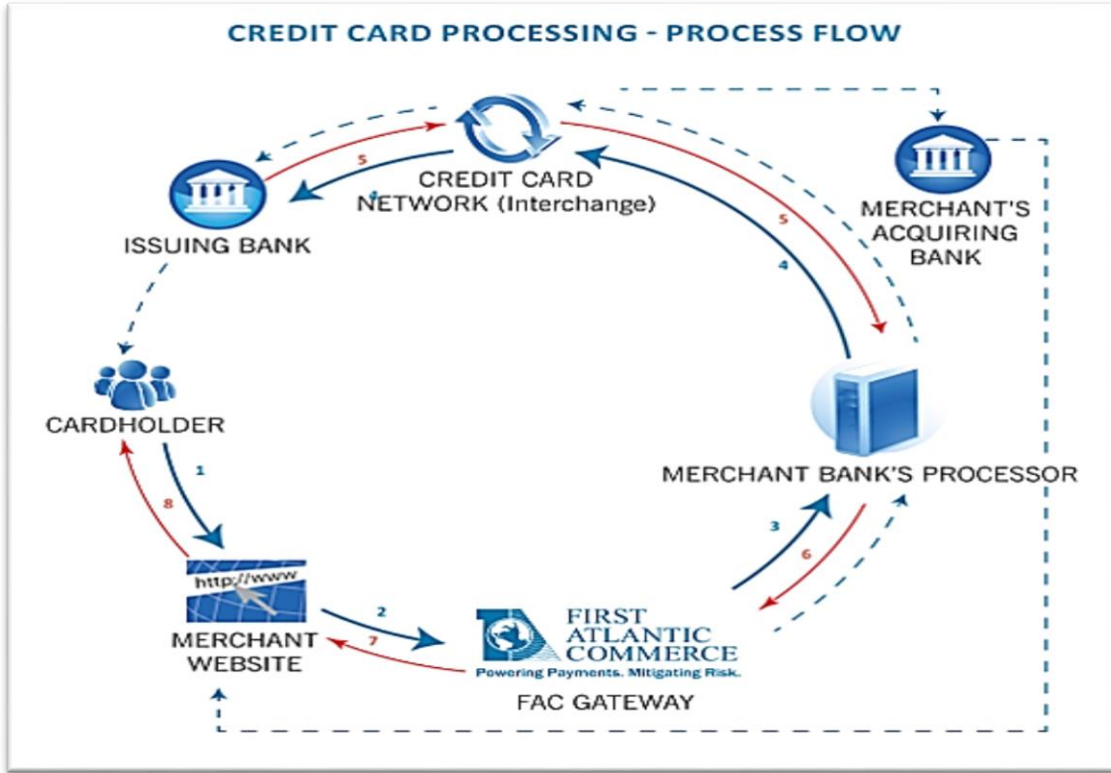 CREDIT CARD PROCESSING - PROCESS FLOW
5
4
CREDIT CARD
NETWORK (Interchange)
ISSUING BANK
MERCHANT'S
ACQUIRING
BANK
5
4
CARDHOLDER
1
8
MERCHANT BANK'S PROCESSOR
3
6
http://www
MERCHANT
WEBSITE
2
7
FIRST
ATLANTIC
COMMERCE
Powering Payments. Mitigating Risk.
FAC GATEWAY